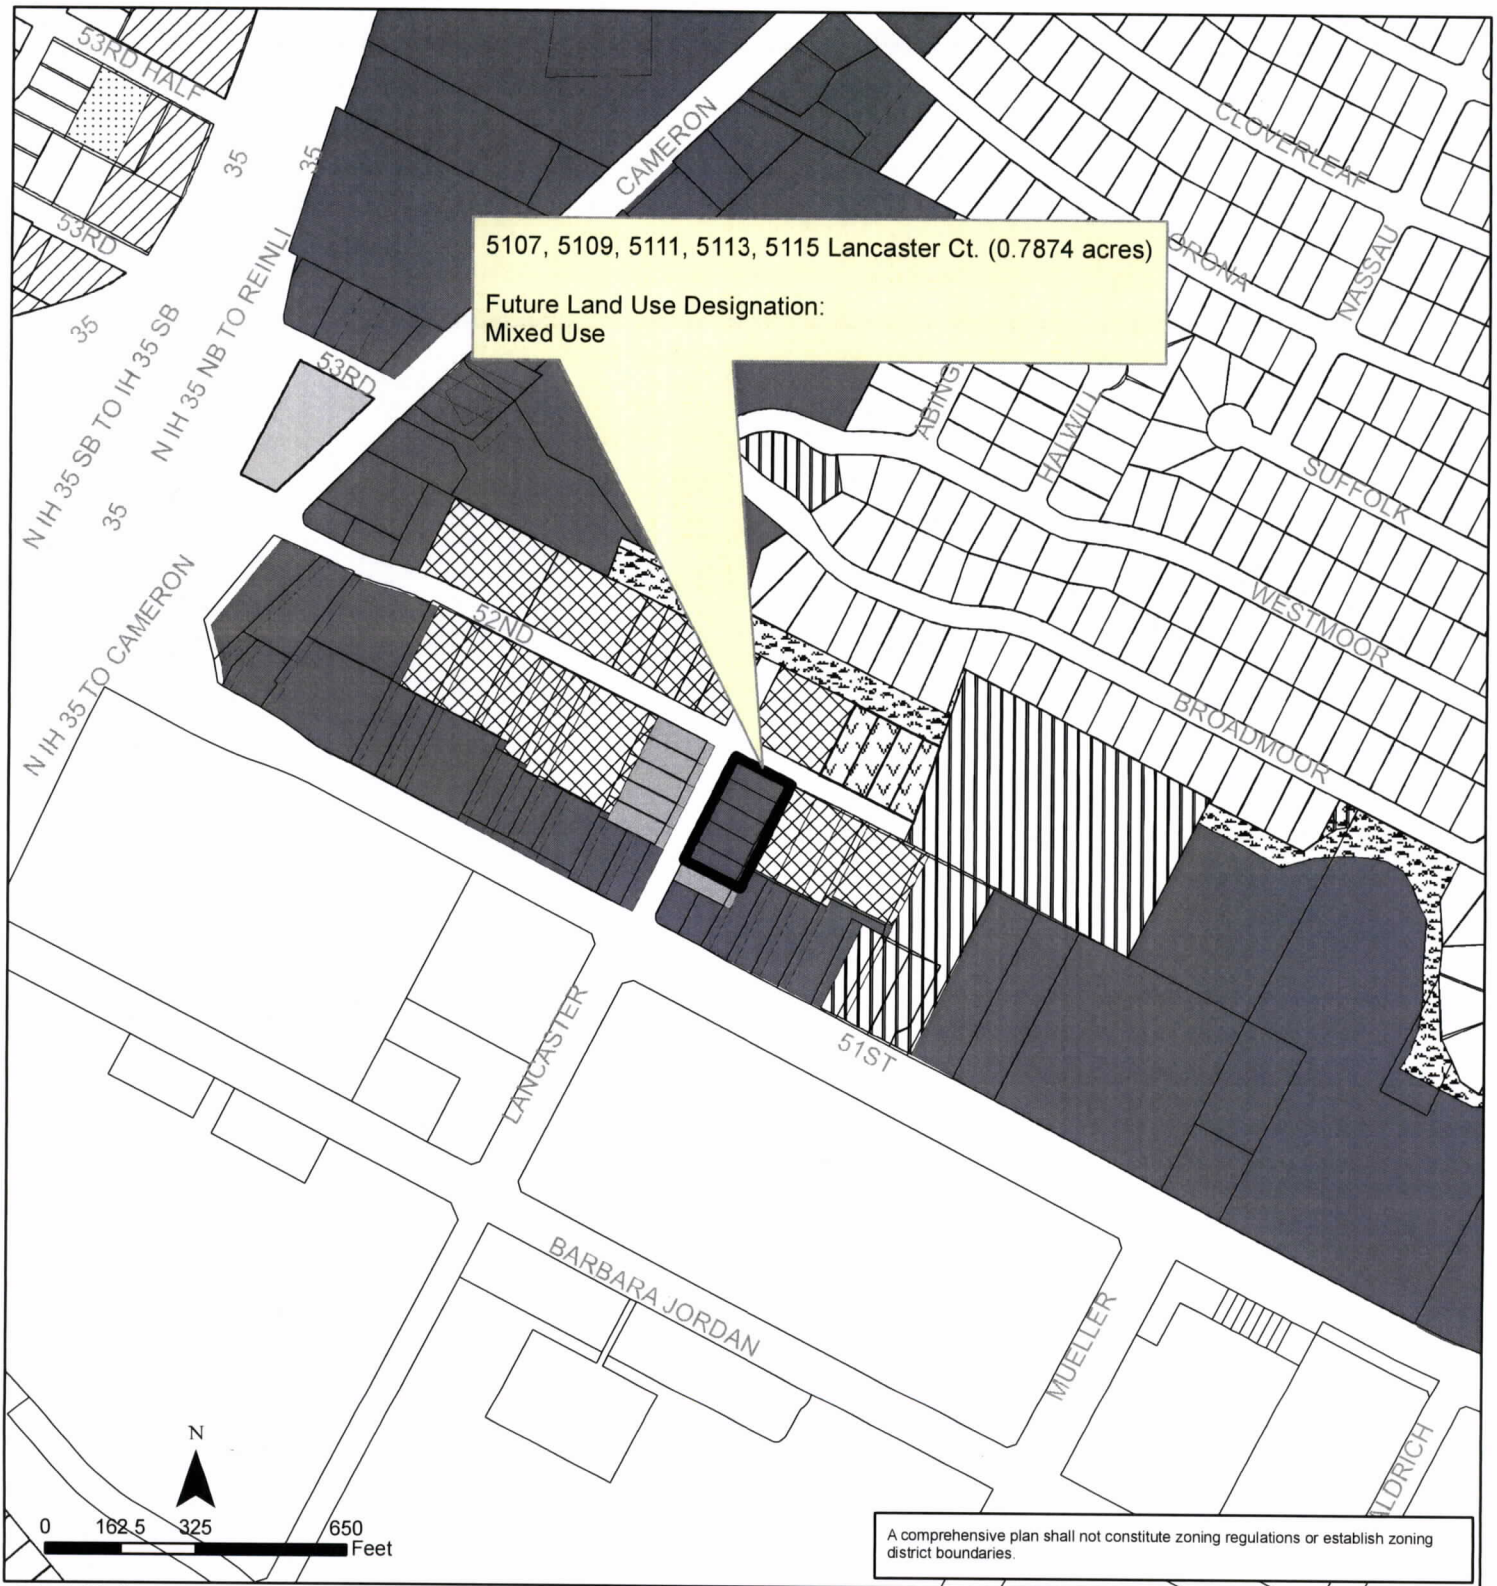 53RD HALF
53RD
35
35
35
35
CAMERON
CLOVERLEAF
NASSAU
5107, 5109, 5111, 5113, 5115 Lancaster Ct. (0.7874 acres)
Future Land Use Designation:
Mixed Use
N IH 35 SB TO IH 35 SB
N IH 35 NB TO REINLI
53RD
N IH 35 TO CAMERON
HALWILL
SUFFOLK
WESTMOOR
BROADMOOR
52ND
51ST
LANCASTER
BARBARA JORDAN
MUELLER
N
0 162.5 325 650
Feet
A comprehensive plan shall not constitute zoning regulations or establish zoning
district boundaries.